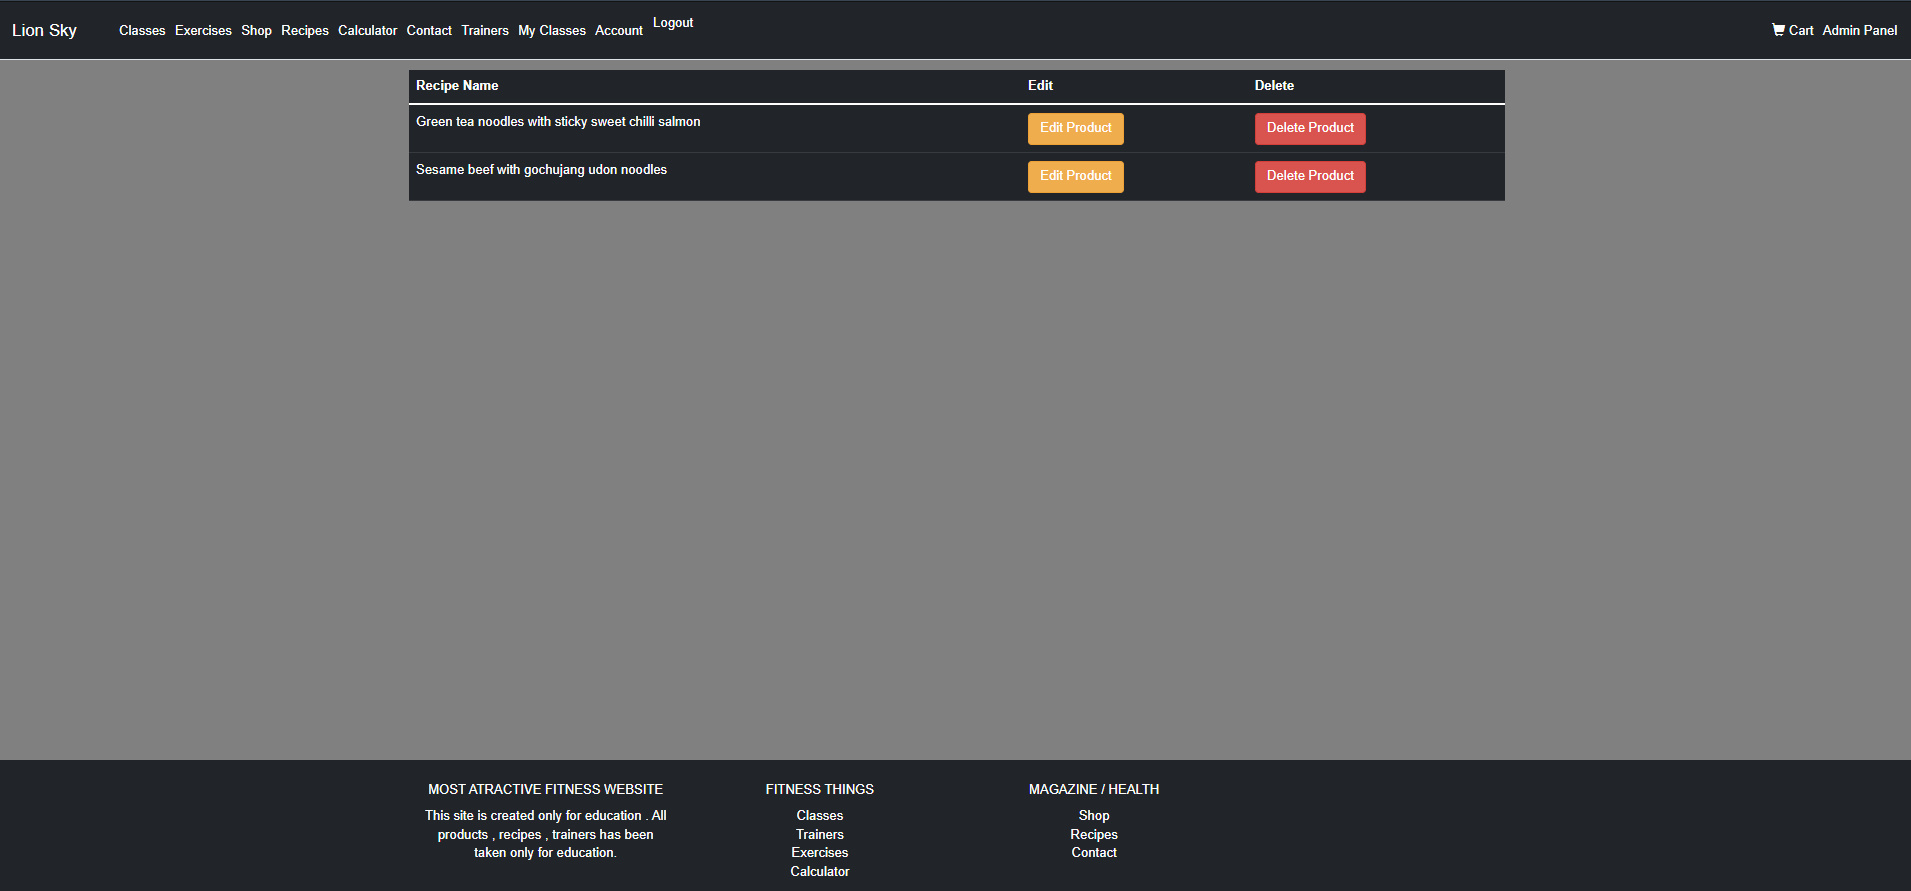 Lion Sky Classes Exercises Shop Recipes Calculator Contact Trainers My Classes Account Logout Cart Admin Panel
Recipe Name Edit Delete
Green tea noodles with sticky sweet chilli salmon Edit Product Delete Product
Sesame beef with gochujang udon noodles Edit Product Delete Product
MOST ATRACTIVE FITNESS WEBSITE
This site is created only for education . All
products , recipes , trainers has been
taken only for education.
FITNESS THINGS
Classes
Trainers
Exercises
Calculator
MAGAZINE / HEALTH
Shop
Recipes
Contact